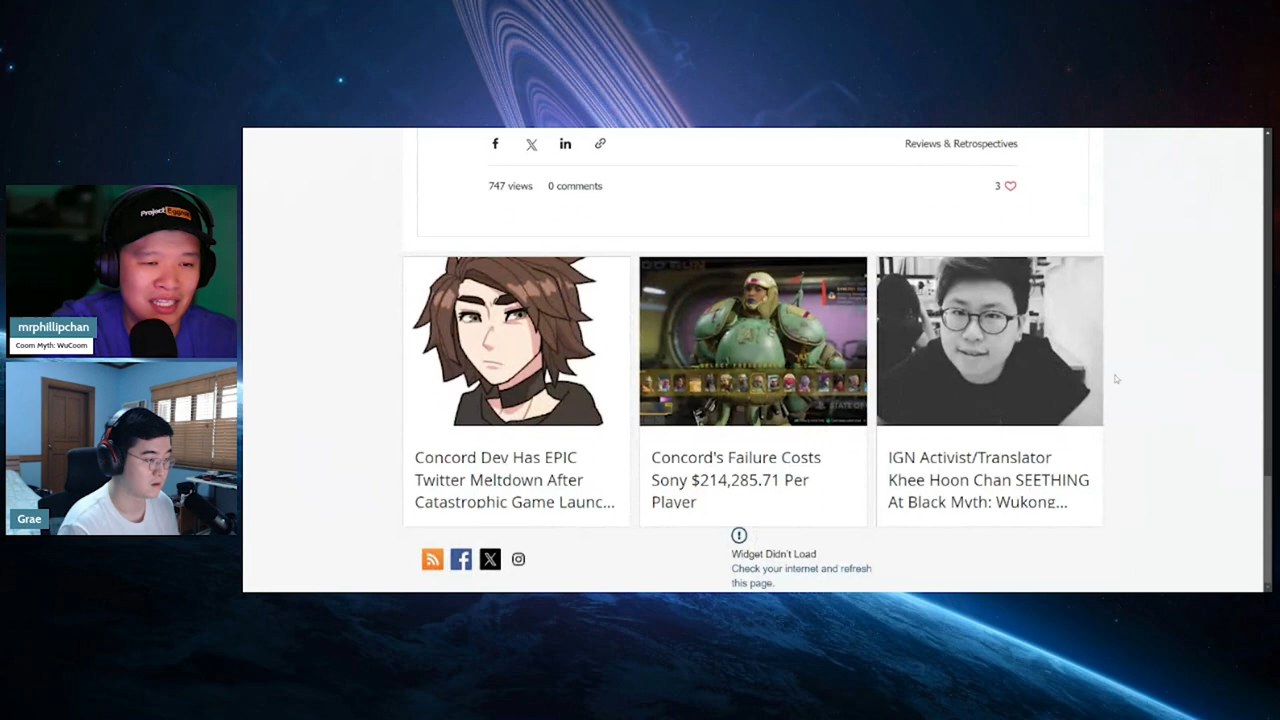 Reviews & Retrospectives
747 views 0 comments
3
Project Egg
mrphillipchan
Coom Myth: WuCoom
Grae
Concord Dev Has EPIC
Twitter Meltdown After
Catastrophic Game Launc...
Concord's Failure Costs
Sony $214,285.71 Per
Player
IGN Activist/Translator
Khee Hoon Chan SEETHING
At Black Myth: Wukong...
Widget Didn't Load
Check your internet and refresh
this page.